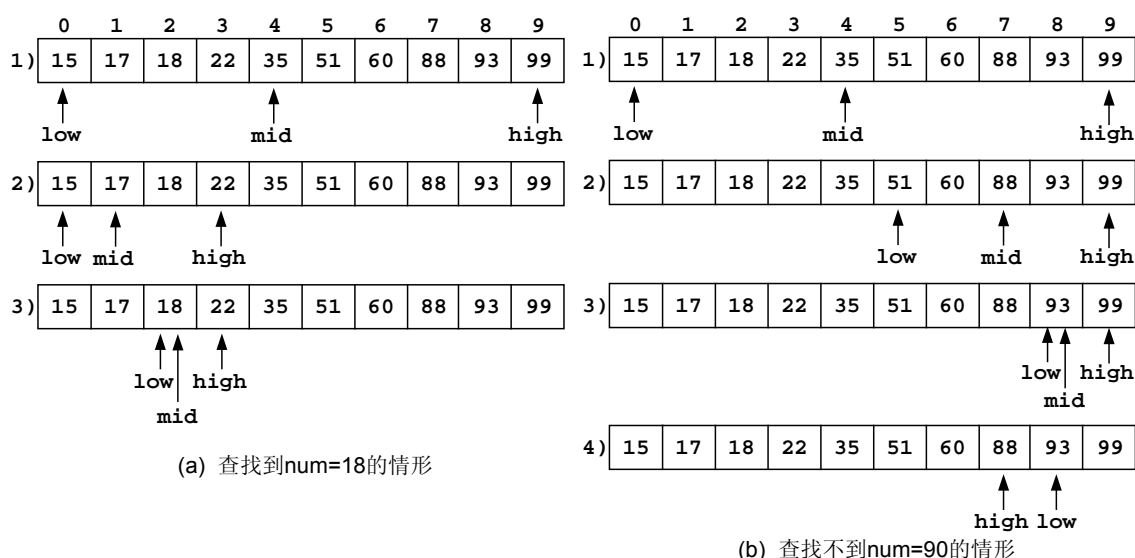 0 1 2 3 4 5 6 7 8 9
1) 15 17 18 22 35 51 60 88 93 99
low mid high
2) 15 17 18 22 35 51 60 88 93 99
low mid high
3) 15 17 18 22 35 51 60 88 93 99
low high
mid
(a) 查找到num=18的情形
0 1 2 3 4 5 6 7 8 9
1) 15 17 18 22 35 51 60 88 93 99
low mid high
2) 15 17 18 22 35 51 60 88 93 99
low mid high
3) 15 17 18 22 35 51 60 88 93 99
low high
mid
4) 15 17 18 22 35 51 60 88 93 99
high low
(b) 查找不到num=90的情形